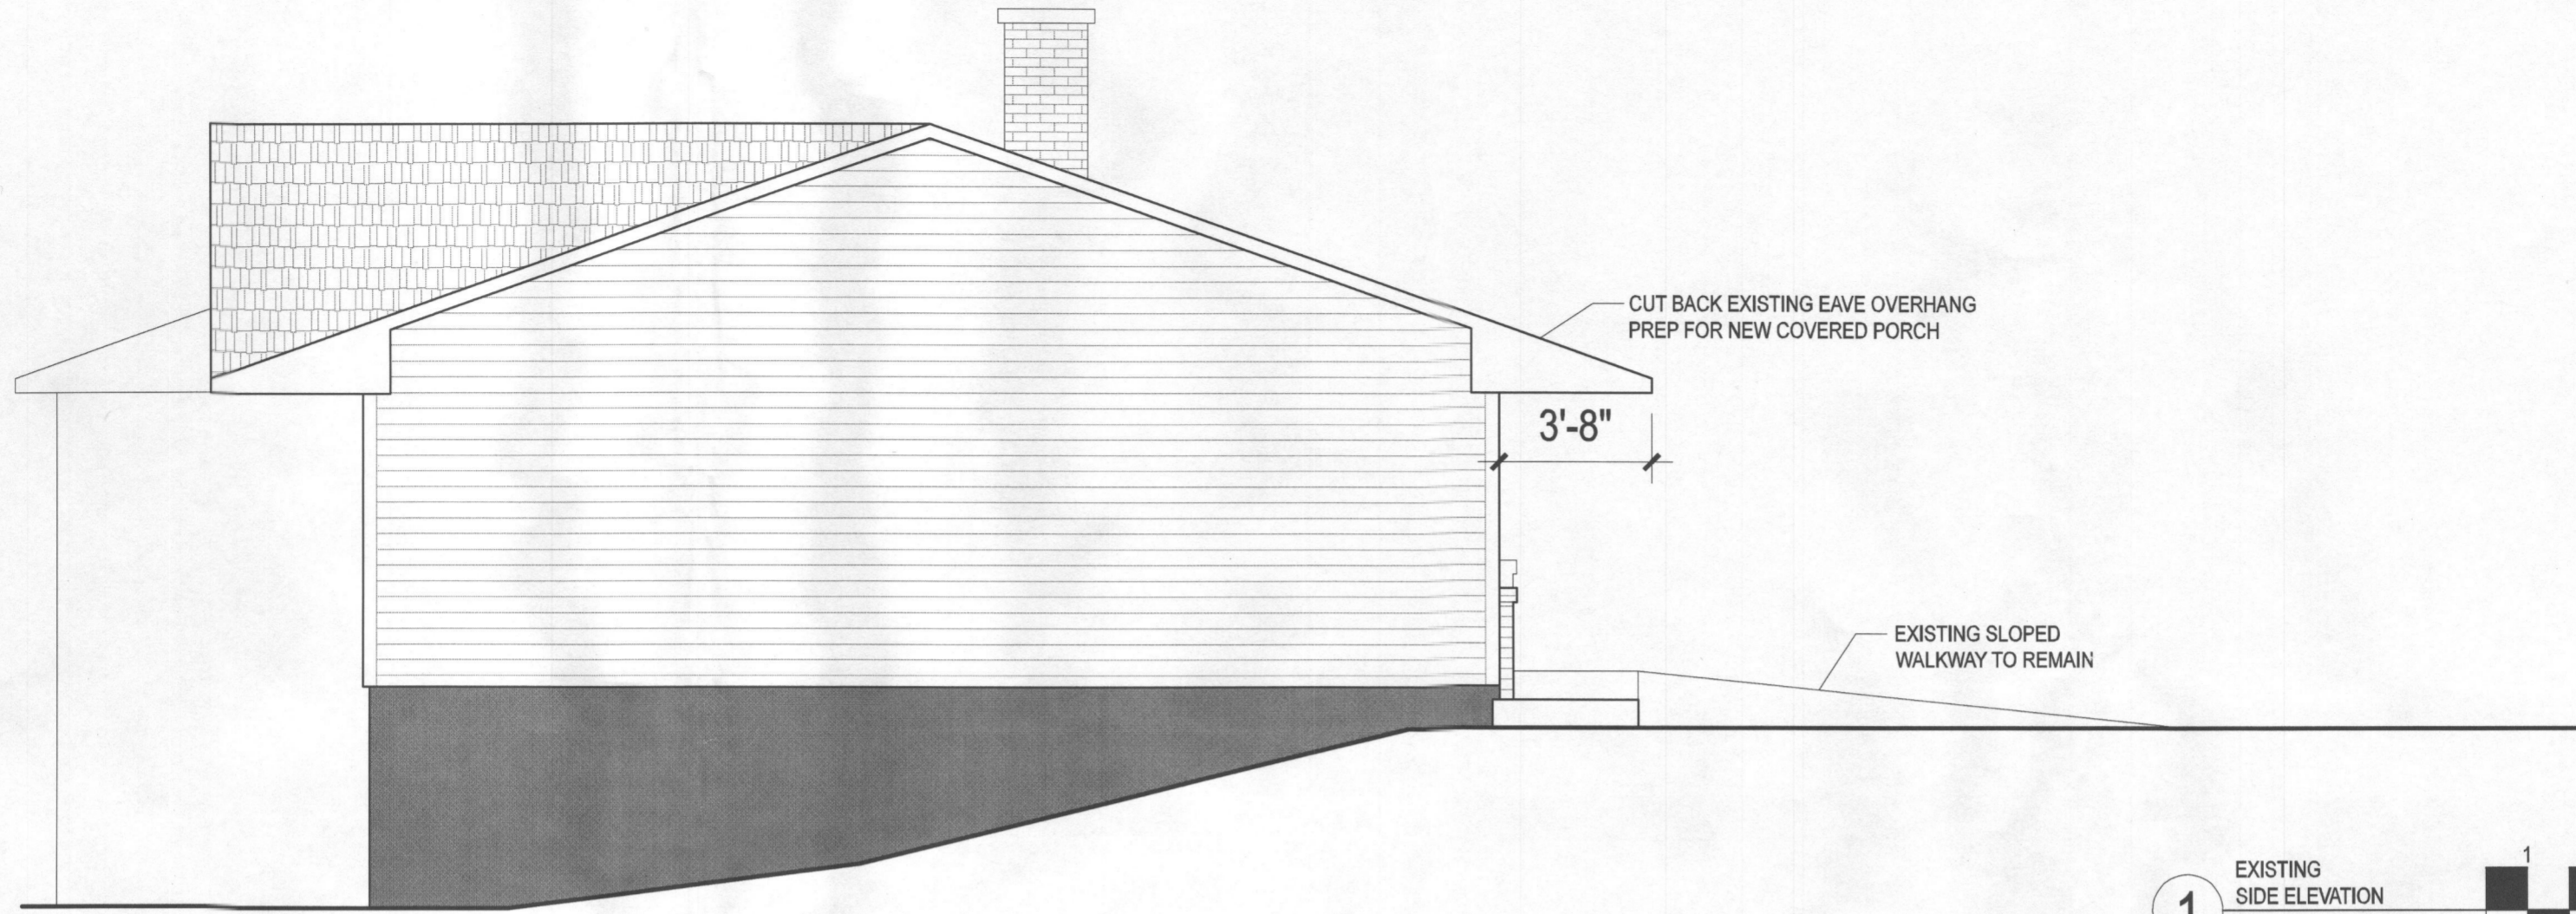 CUT BACK EXISTING EAVE OVERHANG
PREP FOR NEW COVERED PORCH
3'-8"
EXISTING SLOPED
WALKWAY TO REMAIN
1
EXISTING
SIDE ELEVATION
1